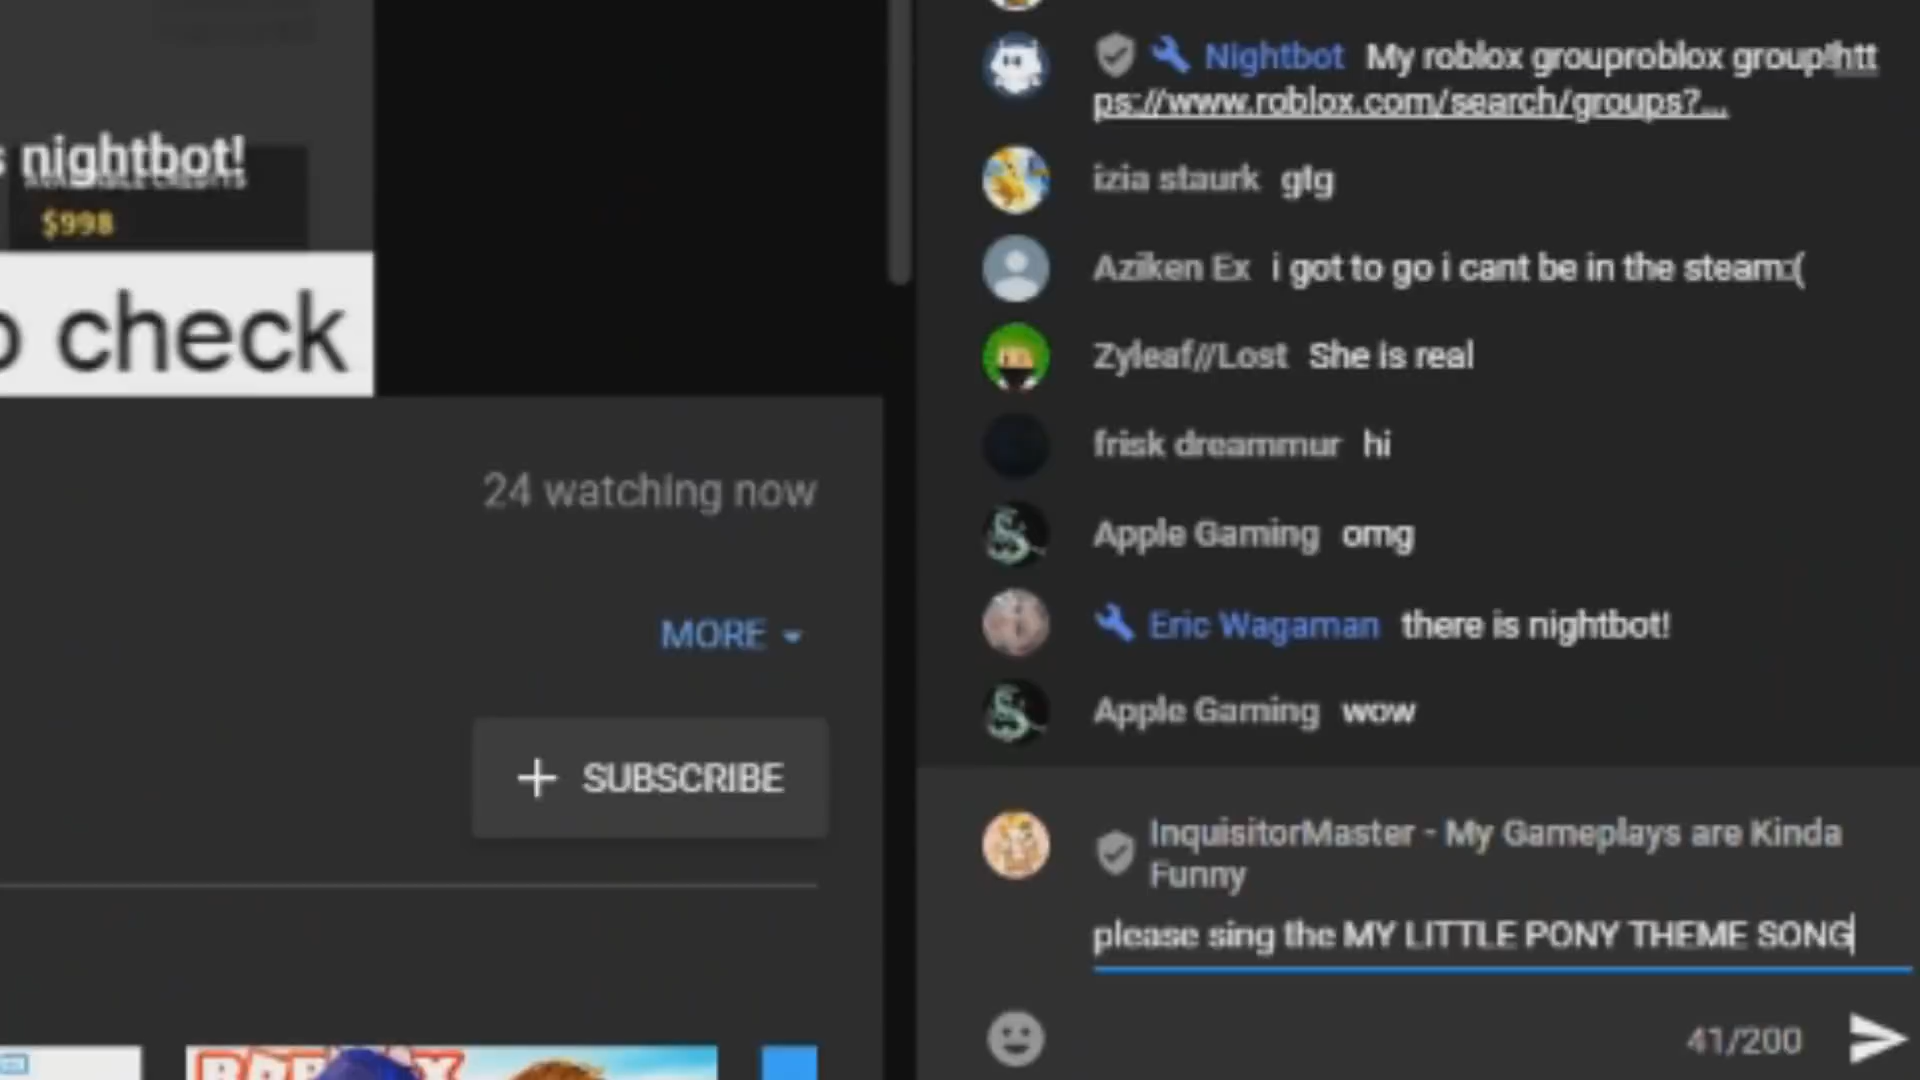 nightbot!
$998
check
24 watching now
MORE
SUBSCRIBE
ROBLOX
Nightbot My roblox grouproblox group!htt
ps://www.roblox.com/search/groups?...
izia staurk gtg
Aziken Ex i got to go i cant be in the steam:(
Zyleaf//Lost She is real
frisk dreammur hi
Apple Gaming omg
Eric Wagaman there is nightbot!
Apple Gaming wow
InquisitorMaster - My Gameplays are Kinda
Funny
please sing the MY LITTLE PONY THEME SONG
41/200